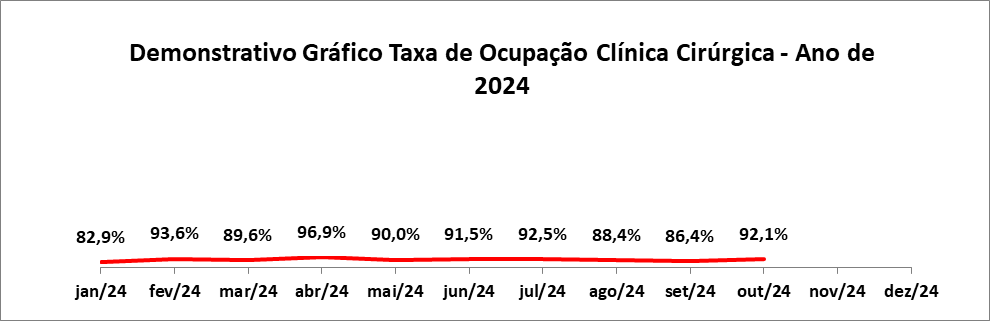 Demonstrativo Gráfico Taxa de Ocupação Clínica Cirúrgica - Ano de
2024
82,9% 93,6% 89,6% 96,9% 90,0% 91,5% 92,5% 88,4% 86,4% 92,1%
jan/24 fev/24 mar/24 abr/24 mai/24 jun/24 jul/24 ago/24 set/24 out/24 nov/24 dez/24